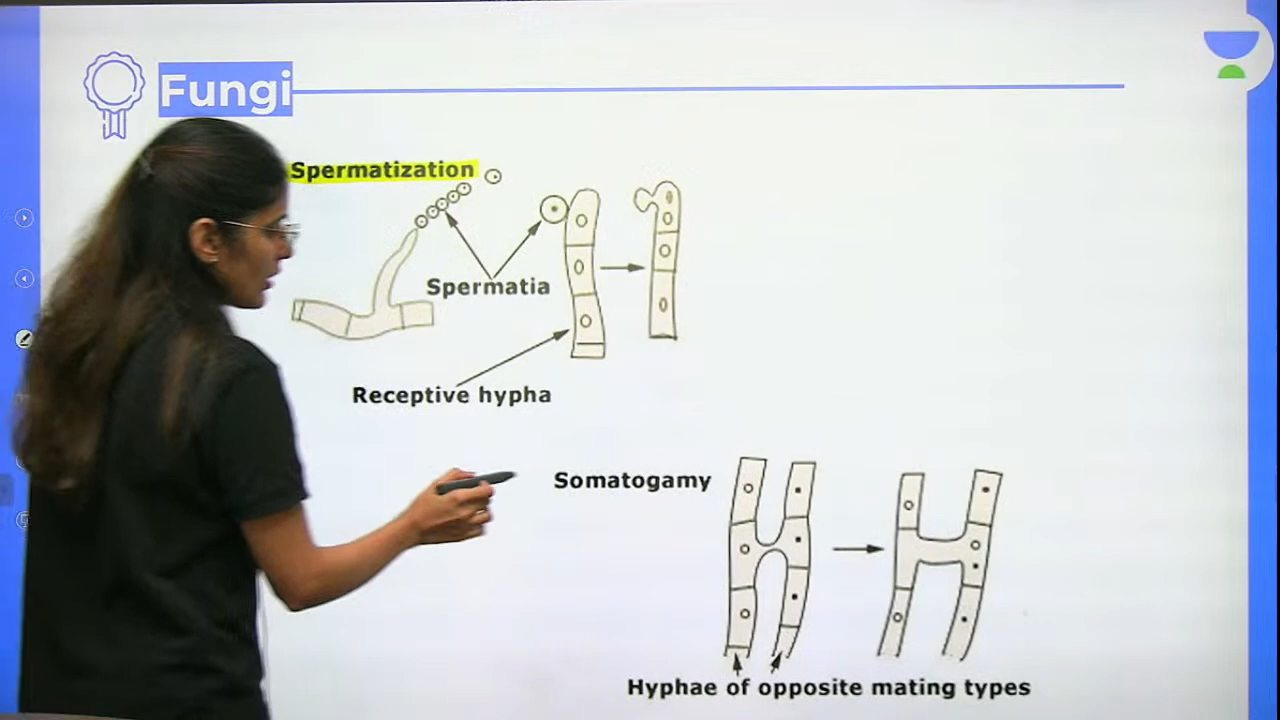 Fungi
Spermatization
Spermatia
Receptive hypha
Somatogamy
Hyphae of opposite mating types